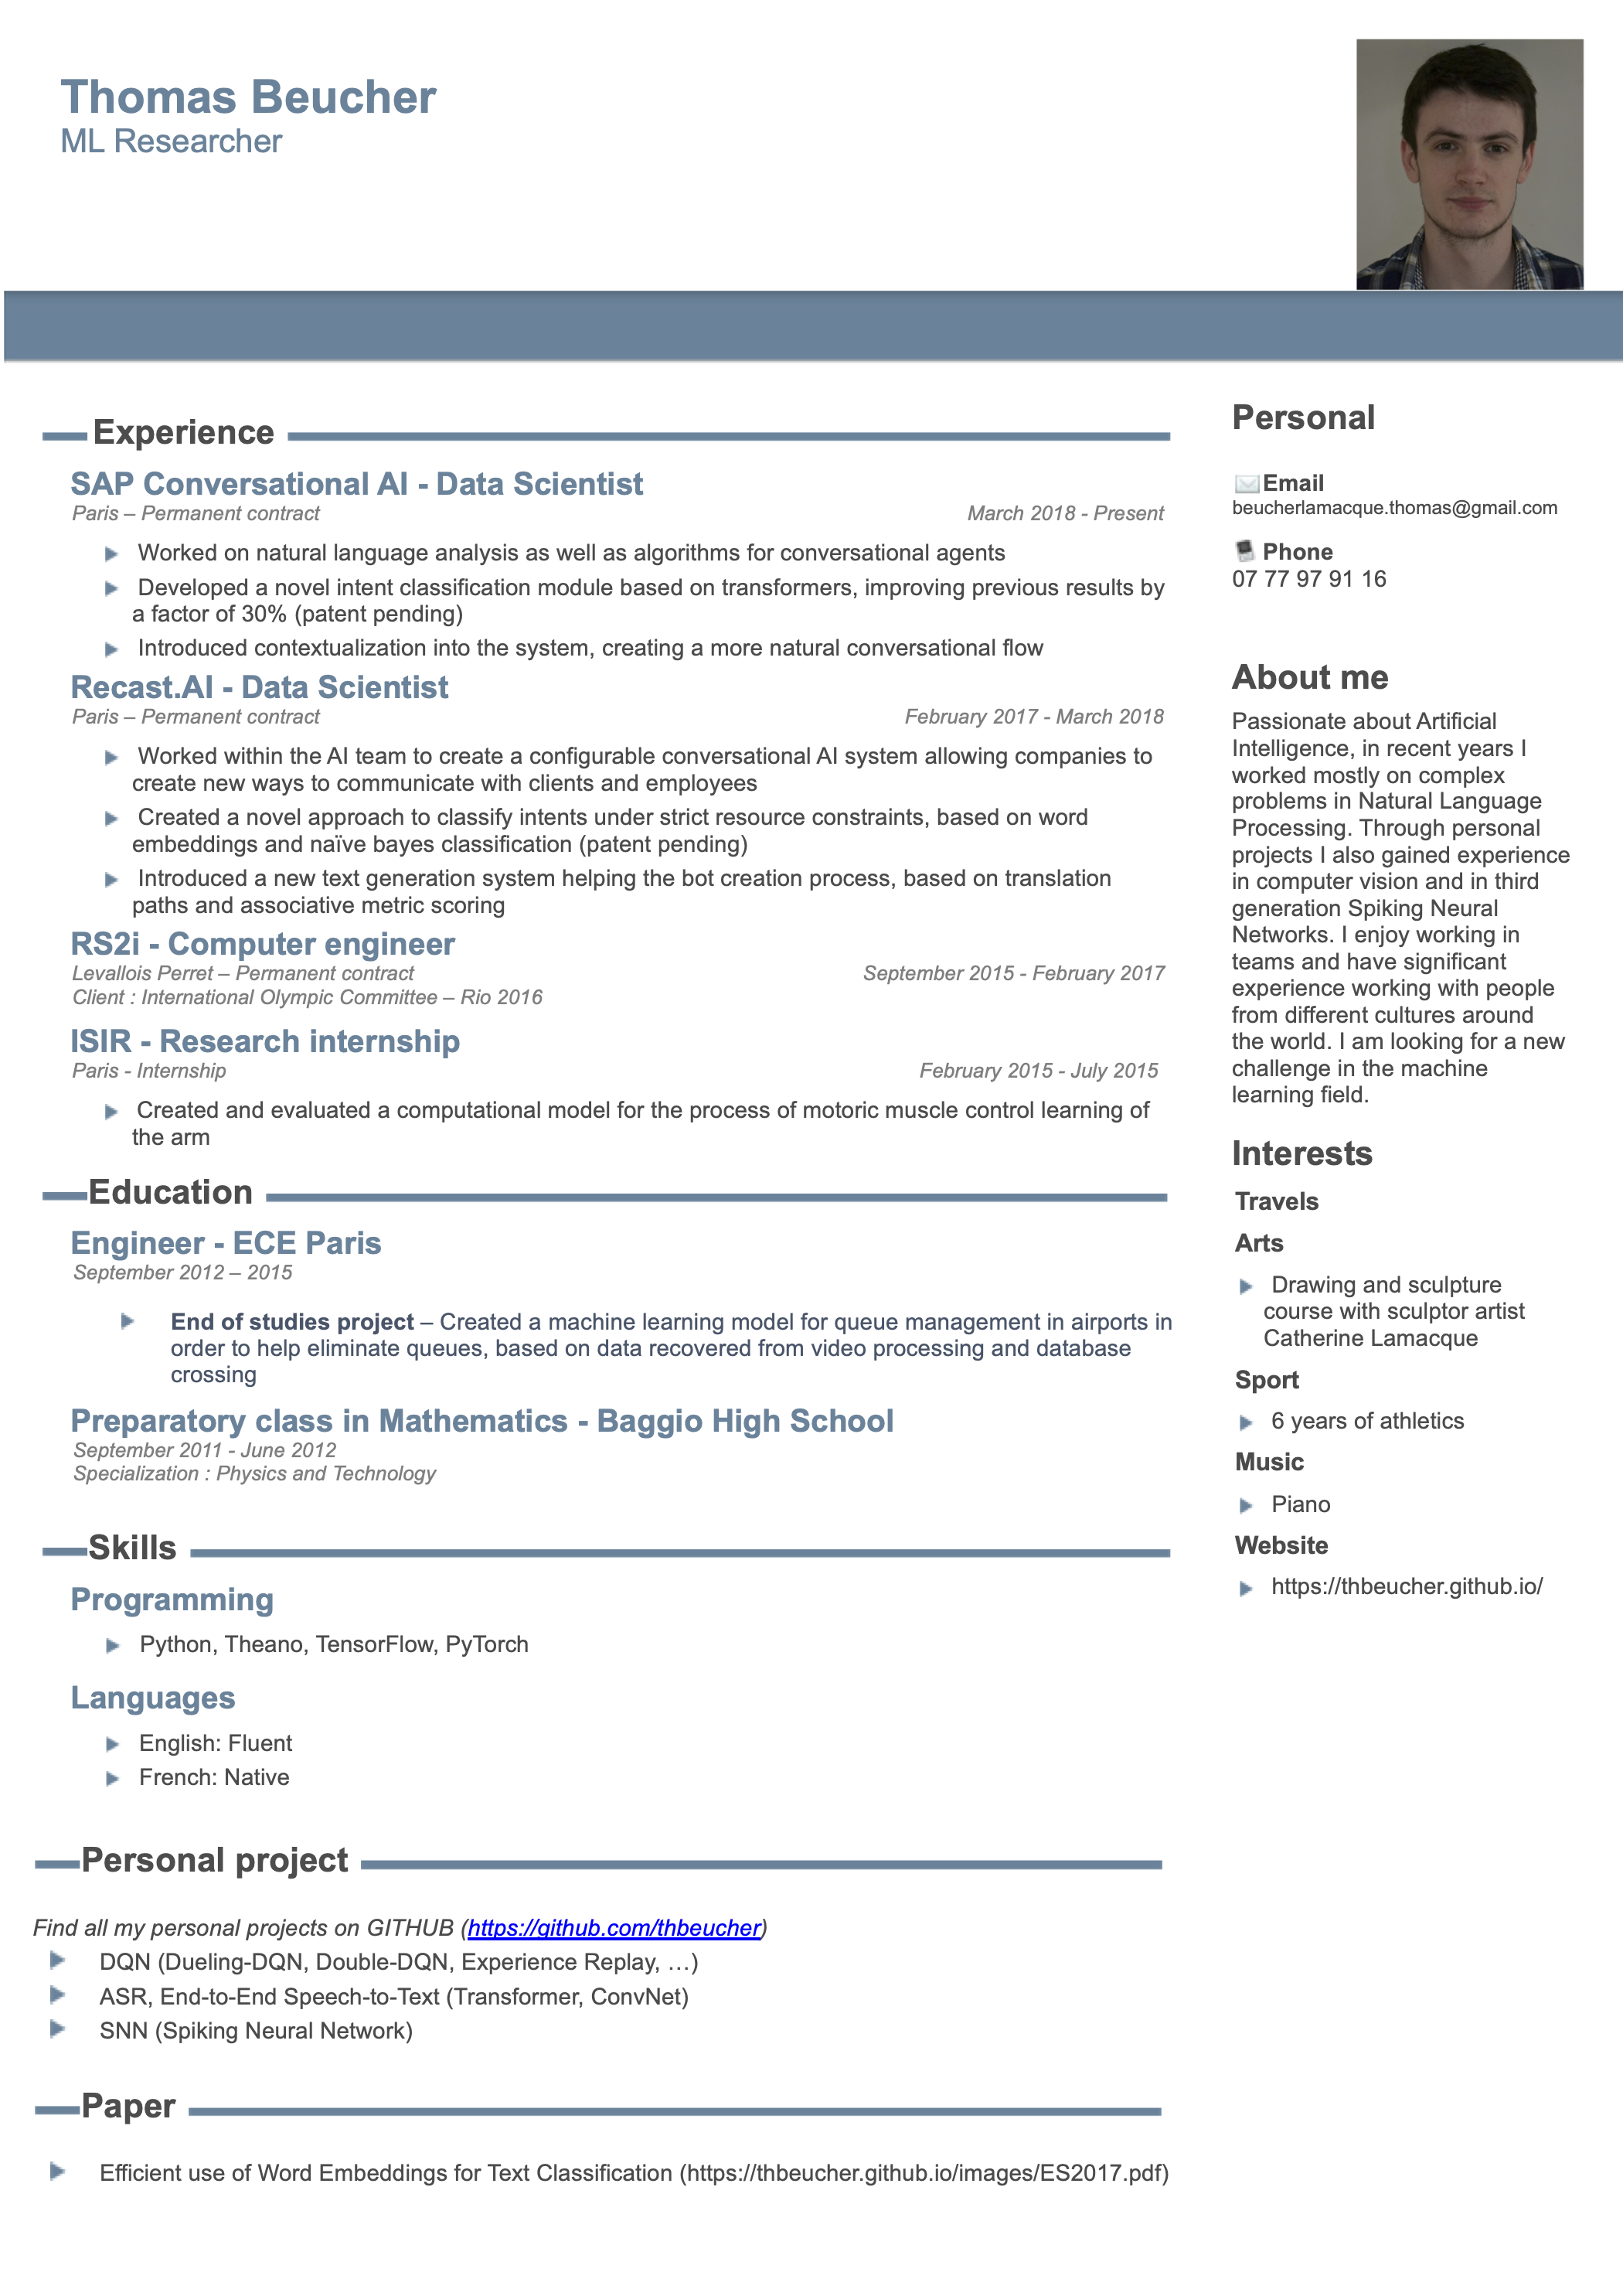 Thomas Beucher
ML Researcher
Experience
SAP Conversational AI - Data Scientist
Paris – Permanent contract March 2018 - Present
Worked on natural language analysis as well as algorithms for conversational agents
Developed a novel intent classification module based on transformers, improving previous results by
a factor of 30% (patent pending)
Introduced contextualization into the system, creating a more natural conversational flow
Recast.AI - Data Scientist
Paris – Permanent contract February 2017 - March 2018
Worked within the AI team to create a configurable conversational AI system allowing companies to
create new ways to communicate with clients and employees
Created a novel approach to classify intents under strict resource constraints, based on word
embeddings and naïve bayes classification (patent pending)
Introduced a new text generation system helping the bot creation process, based on translation
paths and associative metric scoring
RS2i - Computer engineer
Levallois Perret – Permanent contract September 2015 - February 2017
Client : International Olympic Committee – Rio 2016
ISIR - Research internship
Paris - Internship February 2015 - July 2015
Created and evaluated a computational model for the process of motoric muscle control learning of
the arm
Education
Engineer - ECE Paris
September 2012 – 2015
End of studies project – Created a machine learning model for queue management in airports in
order to help eliminate queues, based on data recovered from video processing and database
crossing
Preparatory class in Mathematics - Baggio High School
September 2011 - June 2012
Specialization : Physics and Technology
Skills
Programming
Python, Theano, TensorFlow, PyTorch
Languages
English: Fluent
French: Native
Personal project
Find all my personal projects on GITHUB (https://github.com/thbeucher)
DQN (Dueling-DQN, Double-DQN, Experience Replay, …)
ASR, End-to-End Speech-to-Text (Transformer, ConvNet)
SNN (Spiking Neural Network)
Paper
Efficient use of Word Embeddings for Text Classification (https://thbeucher.github.io/images/ES2017.pdf)
Personal
Email
beucherlamacque.thomas@gmail.com
Phone
07 77 97 91 16
About me
Passionate about Artificial
Intelligence, in recent years I
worked mostly on complex
problems in Natural Language
Processing. Through personal
projects I also gained experience
in computer vision and in third
generation Spiking Neural
Networks. I enjoy working in
teams and have significant
experience working with people
from different cultures around
the world. I am looking for a new
challenge in the machine
learning field.
Interests
Travels
Arts
Drawing and sculpture
course with sculptor artist
Catherine Lamacque
Sport
6 years of athletics
Music
Piano
Website
https://thbeucher.github.io/